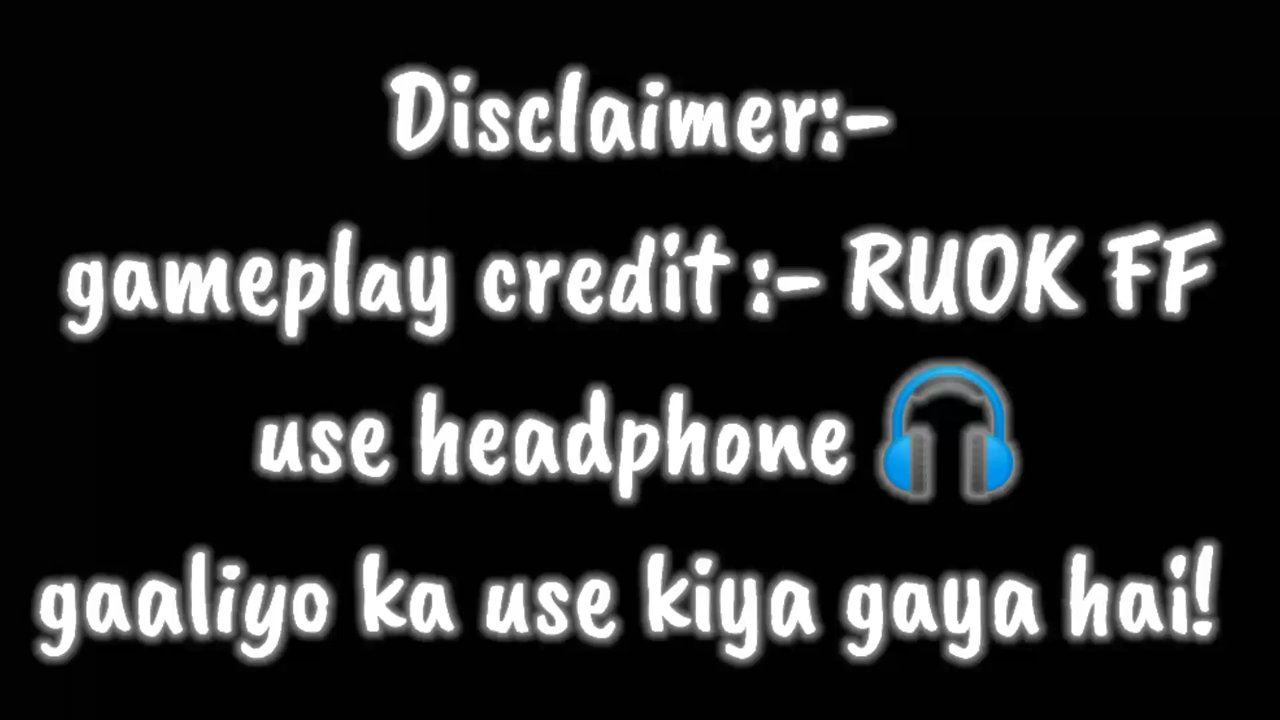 Disclaimer:-
gameplay credit :- RUOK FF
use headphone 🎧
gaaliyo ka use kiya gaya hai!